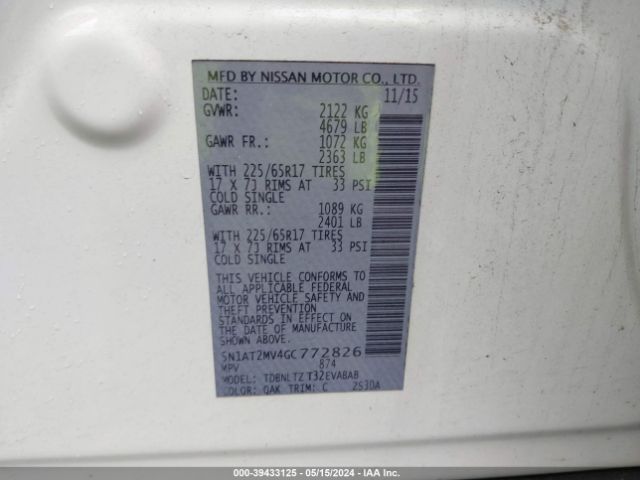 MFD BY NISSAN MOTOR CO., LTD.
DATE: 11/15
GVWR: 2122 KG
4679 LB
GAWR FR.: 1072 KG
2363 LB
WITH 225/65R17 TIRES
17 X 7J RIMS AT 33 PSI
COLD SINGLE
GAWR RR.: 1089 KG
2401 LB
WITH 225/65R17 TIRES
17 X 7J RIMS AT 33 PSI
COLD SINGLE
THIS VEHICLE CONFORMS TO
ALL APPLICABLE FEDERAL
MOTOR VEHICLE SAFETY AND
THEFT PREVENTION
STANDARDS IN EFFECT ON
THE DATE OF MANUFACTURE
SHOWN ABOVE.
5N1AT2MV4GC772826
MPV 874
MODEL: TDBNLTZ T32EVABAB
COLOR: QAK TRIM: C 2S30A
000-39433125 - 05/15/2024 - IAA Inc.